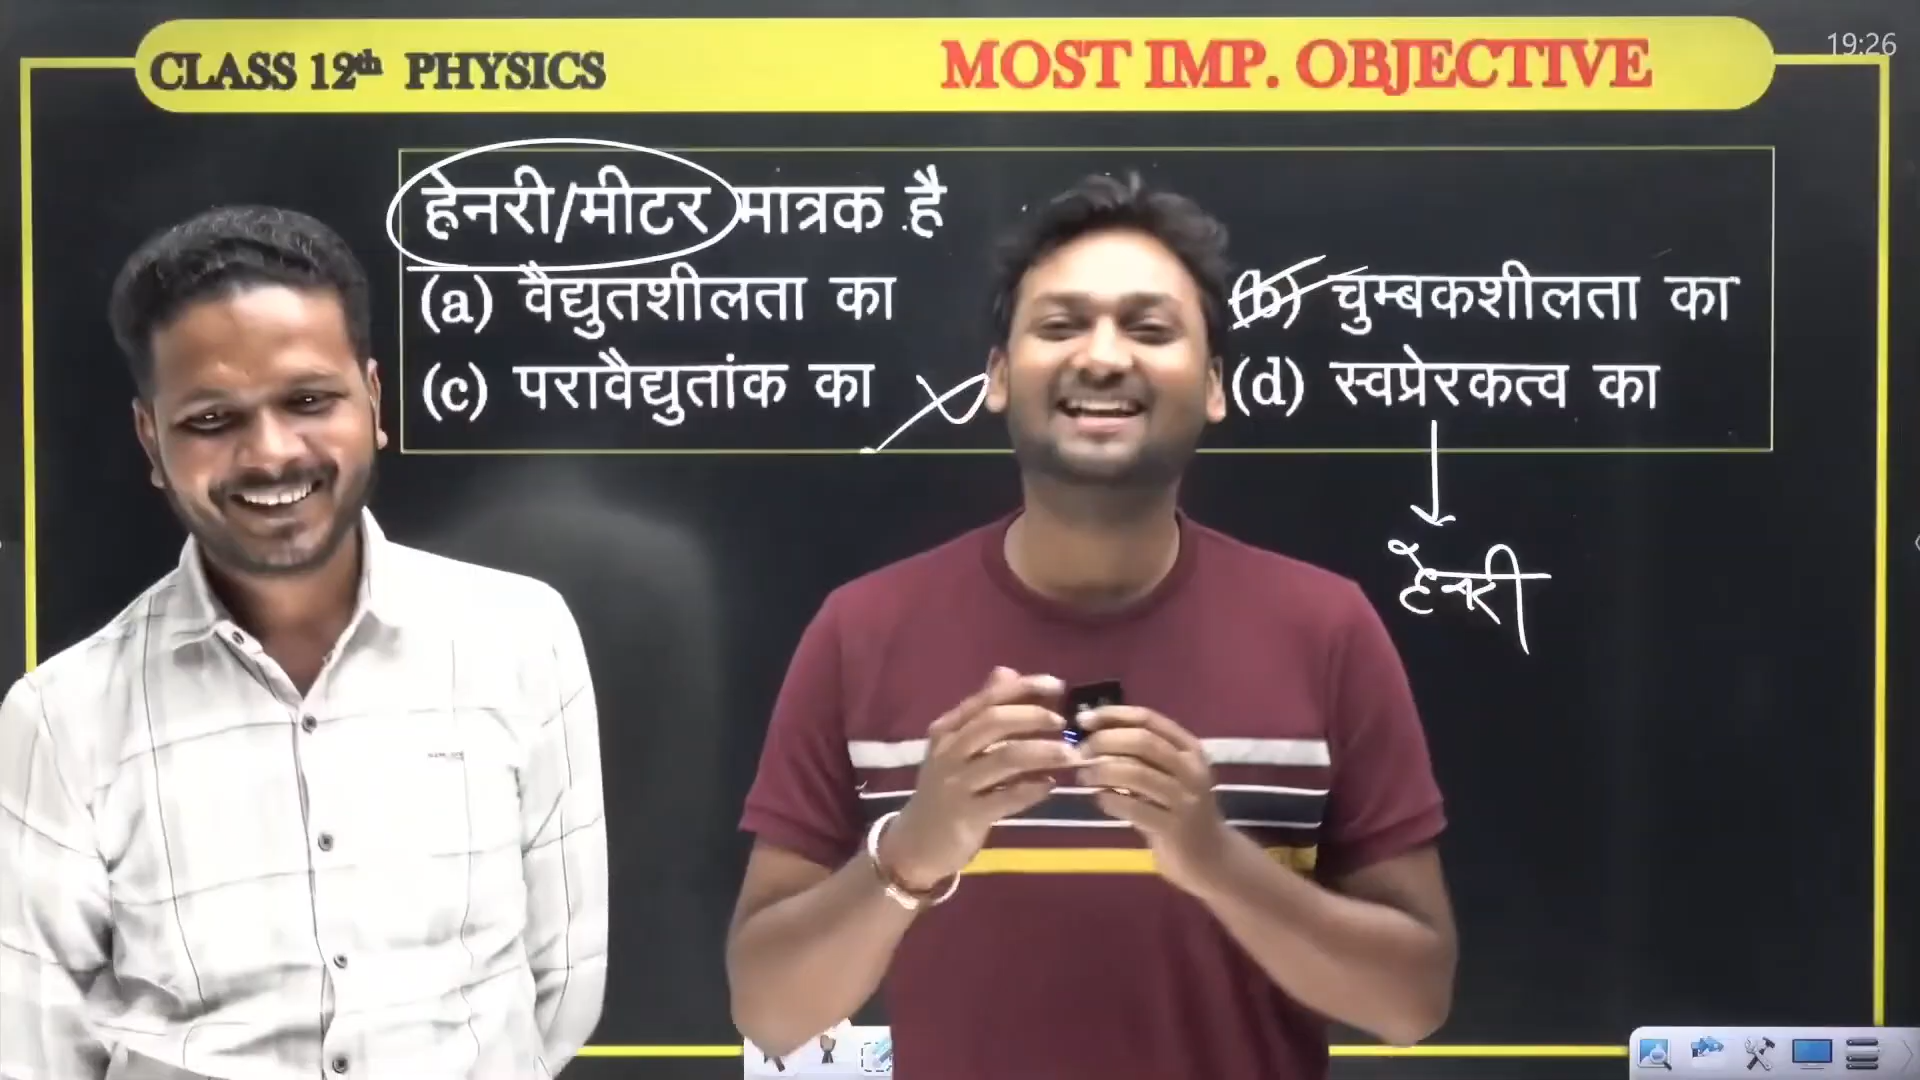 CLASS 12th PHYSICS MOST IMP. OBJECTIVE 19:26
हेनरी/मीटर मात्रक है
(a) वैद्युतशीलता का (b) चुम्बकशीलता का
(c) परावैद्युतांक का (d) स्वप्रेरकत्व का
हेनरी